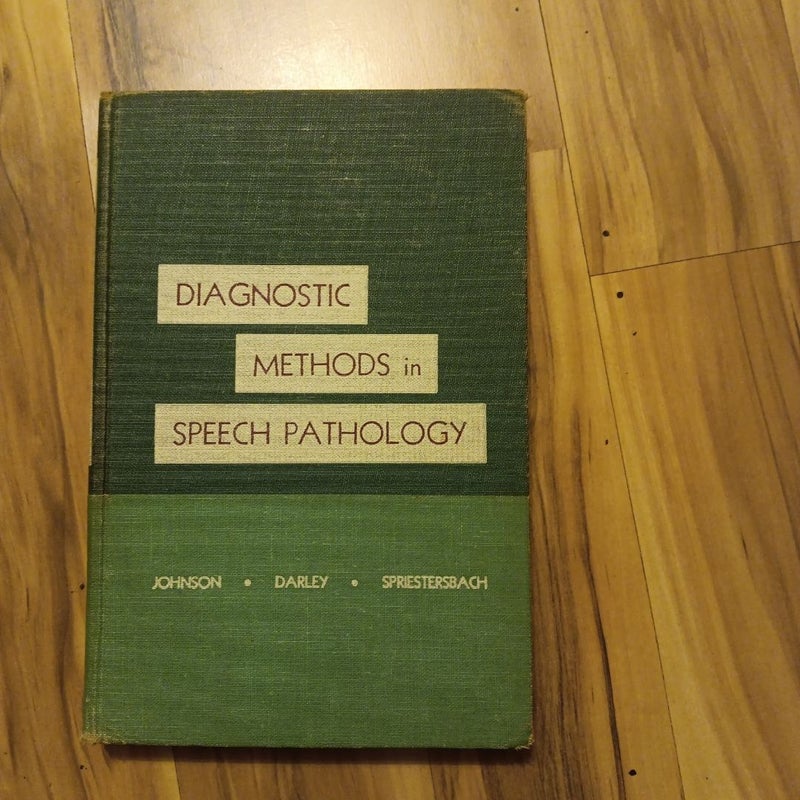 DIAGNOSTIC
METHODS in
SPEECH PATHOLOGY
JOHNSON • DARLEY • SPRIESTERSBACH